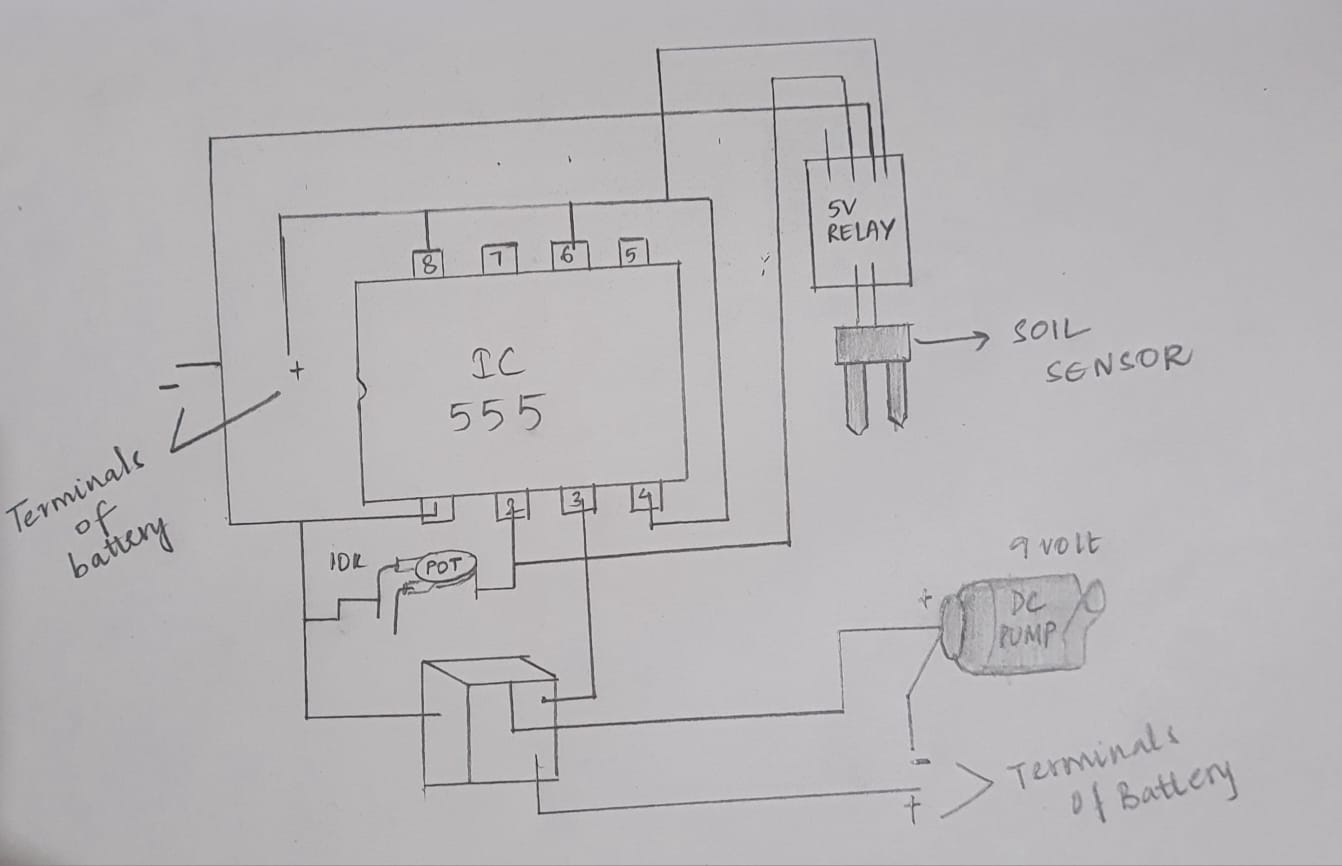 5V
RELAY
8 7 6 5
IC
555
+
-
Terminals
of
battery
SOIL
SENSOR
1 2 3 4
10K
POT
9 VOLT
+
DC
PUMP
-
+
Terminals
of Battery